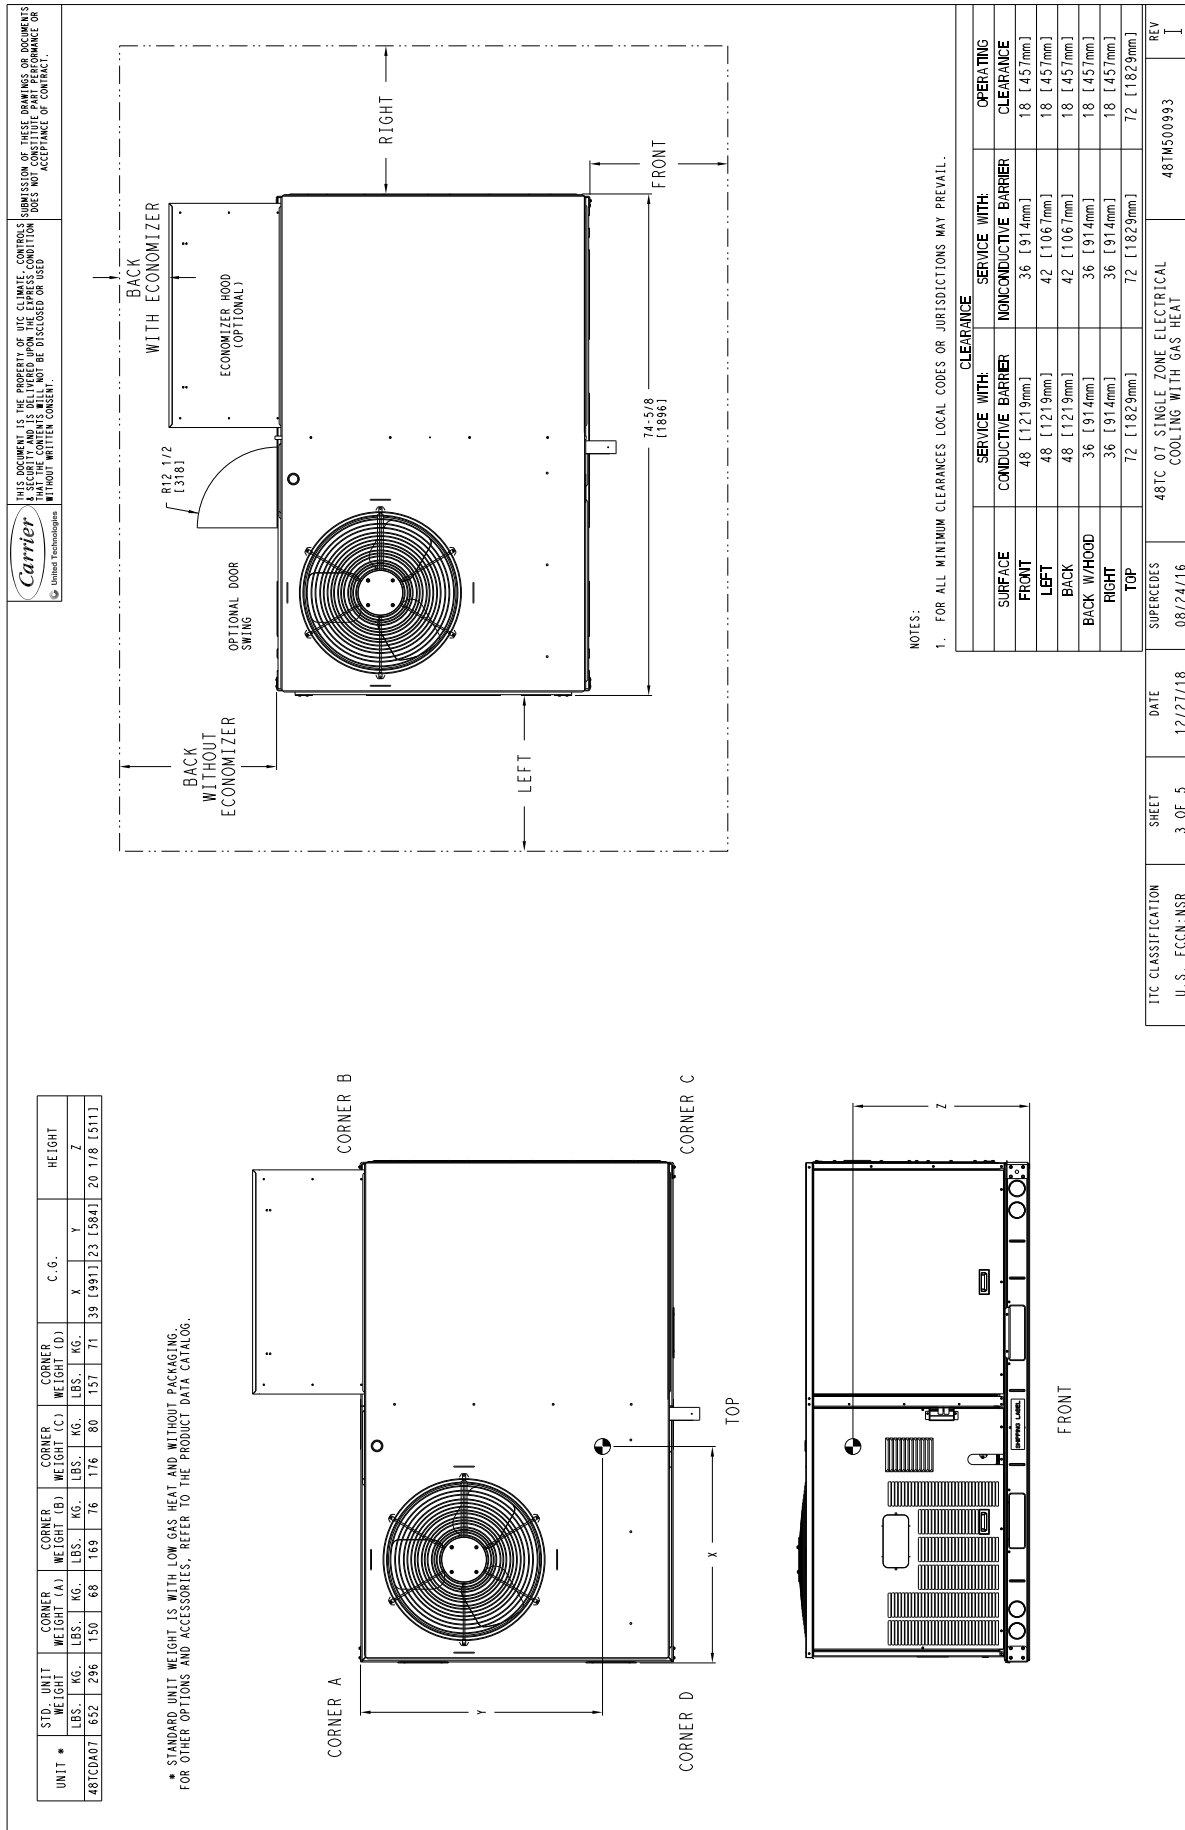 Carrier
United Technologies
THIS DOCUMENT IS THE PROPERTY OF UTC CLIMATE, CONTROLS
& SECURITY AND IS DELIVERED UPON THE EXPRESS CONDITION
THAT THE CONTENTS WILL NOT BE DISCLOSED OR USED
WITHOUT WRITTEN CONSENT.
SUBMISSION OF THESE DRAWINGS OR DOCUMENTS
DOES NOT CONSTITUTE PART PERFORMANCE OR
ACCEPTANCE OF CONTRACT.
UNIT * STD. UNIT WEIGHT CORNER WEIGHT (A) CORNER WEIGHT (B) CORNER WEIGHT (C) CORNER WEIGHT (D) C.G. HEIGHT
LBS. KG. LBS. KG. LBS. KG. LBS. KG. LBS. KG. X Y Z
48TCDA07 652 296 150 68 169 76 176 80 157 71 39 [991] 23 [584] 20 1/8 [511]
* STANDARD UNIT WEIGHT IS WITH LOW GAS HEAT AND WITHOUT PACKAGING.
FOR OTHER OPTIONS AND ACCESSORIES, REFER TO THE PRODUCT DATA CATALOG.
CORNER A
CORNER B
CORNER C
CORNER D
Y
X
TOP
Z
SHIPPING LABEL
FRONT
BACK
WITHOUT
ECONOMIZER
BACK
WITH ECONOMIZER
R12 1/2
[318]
OPTIONAL DOOR
SWING
ECONOMIZER HOOD
(OPTIONAL)
RIGHT
LEFT
FRONT
74-5/8
[1896]
NOTES:
1. FOR ALL MINIMUM CLEARANCES LOCAL CODES OR JURISDICTIONS MAY PREVAIL.
CLEARANCE
SURFACE SERVICE WITH: CONDUCTIVE BARRIER SERVICE WITH: NONCONDUCTIVE BARRIER OPERATING CLEARANCE
FRONT 48 [1219mm] 36 [914mm] 18 [457mm]
LEFT 48 [1219mm] 42 [1067mm] 18 [457mm]
BACK 48 [1219mm] 42 [1067mm] 18 [457mm]
BACK W/HOOD 36 [914mm] 36 [914mm] 18 [457mm]
RIGHT 36 [914mm] 36 [914mm] 18 [457mm]
TOP 72 [1829mm] 72 [1829mm] 72 [1829mm]
ITC CLASSIFICATION SHEET DATE SUPERCEDES
U.S. ECCN:NSR 3 OF 5 12/27/18 08/24/16
48TC 07 SINGLE ZONE ELECTRICAL
COOLING WITH GAS HEAT
48TM500993
REV
I